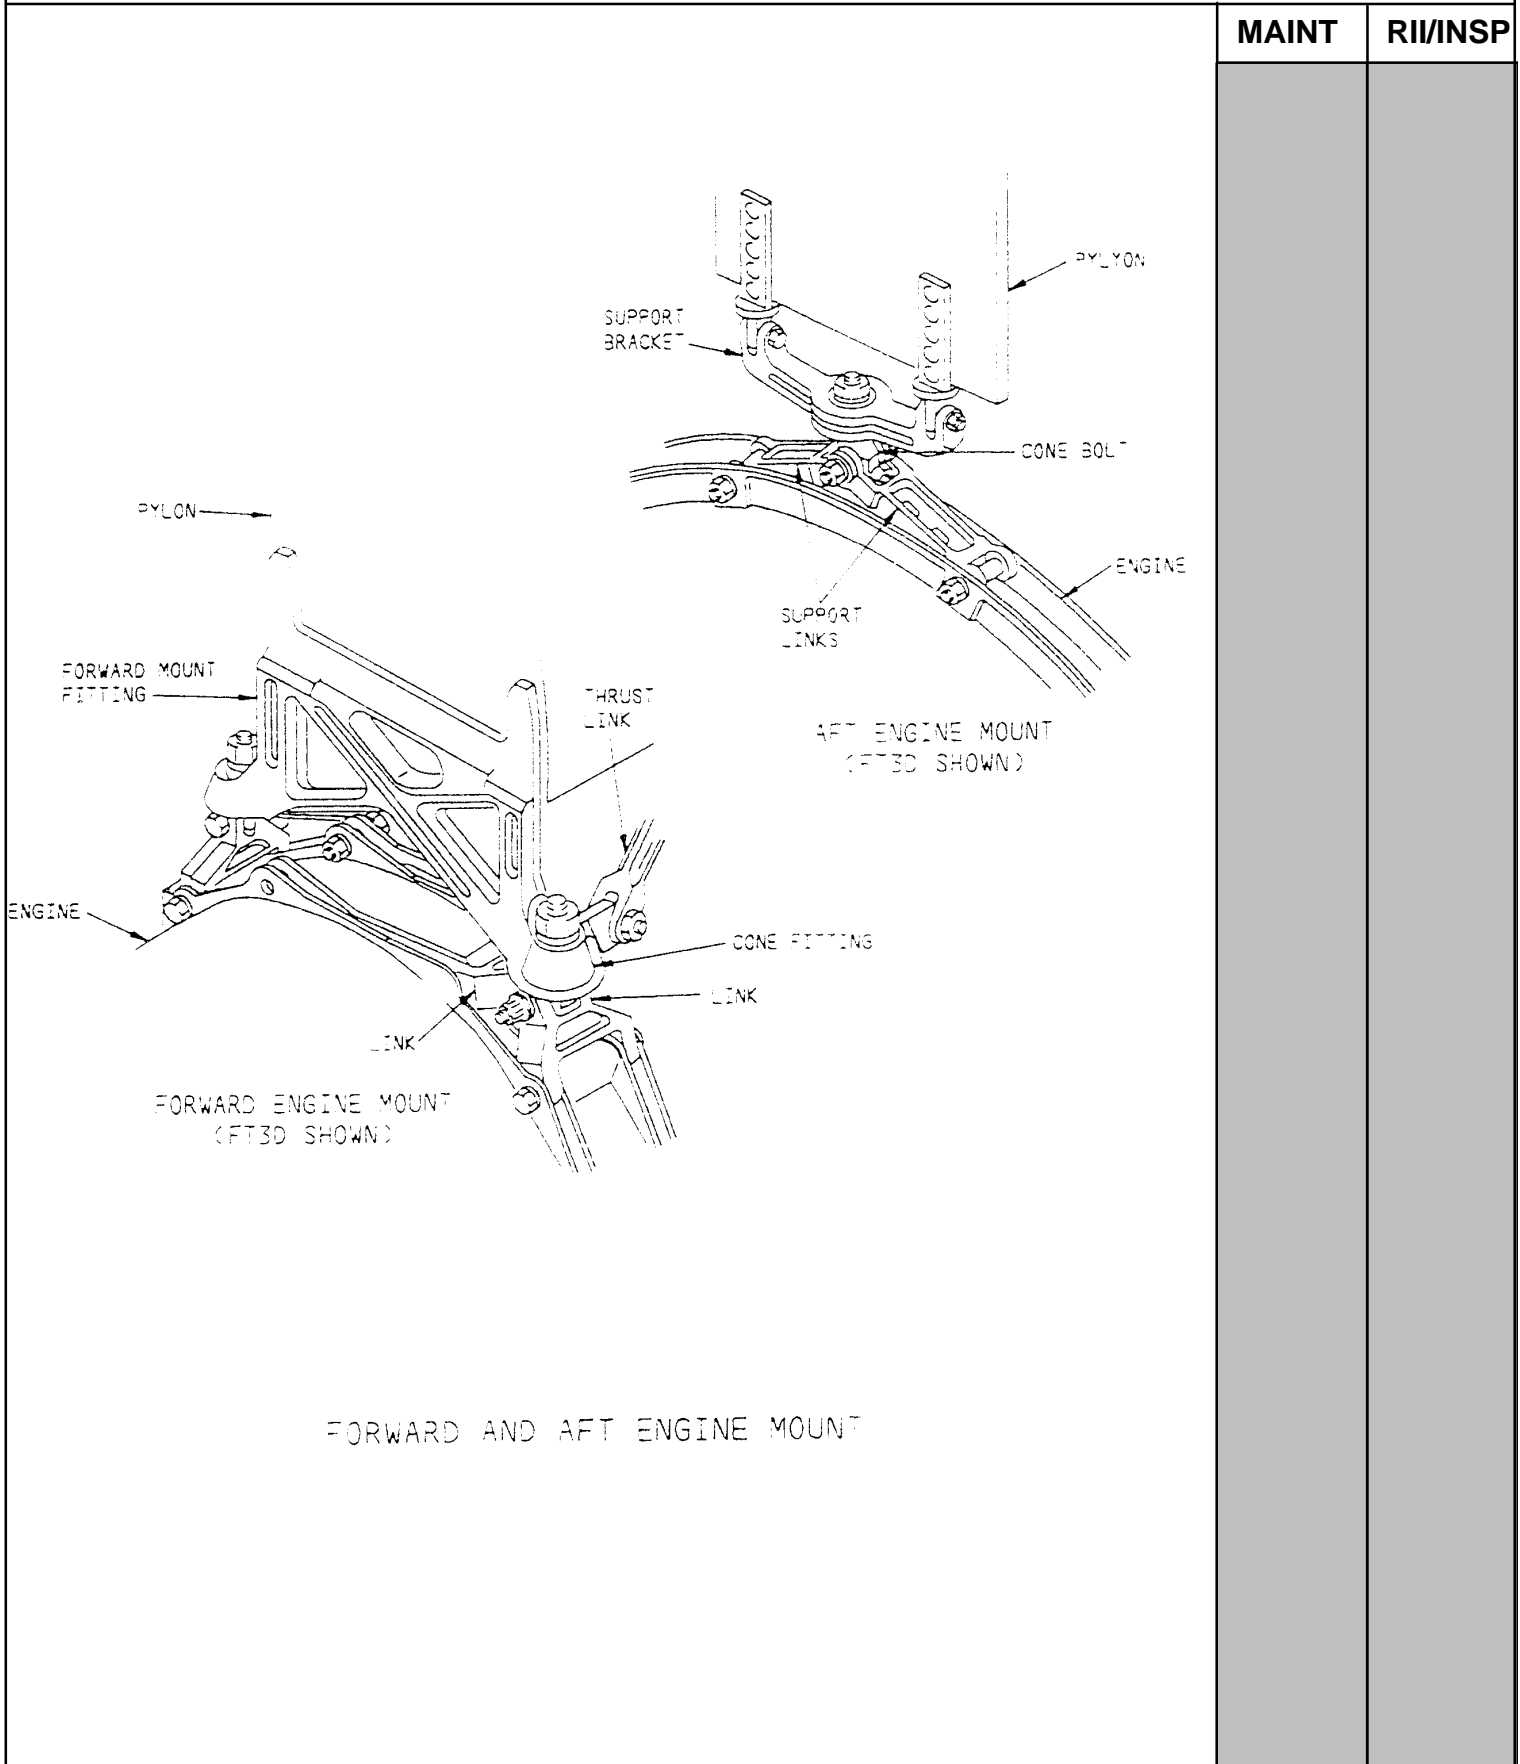 MAINT RII/INSP
PYLYON
SUPPORT
BRACKET
CONE BOLT
PYLON
ENGINE
SUPPORT
LINKS
FORWARD MOUNT
FITTING
THRUST
LINK
AFT ENGINE MOUNT
(FT3D SHOWN)
ENGINE
CONE FITTING
LINK
LINK
FORWARD ENGINE MOUNT
(FT3D SHOWN)
FORWARD AND AFT ENGINE MOUNT